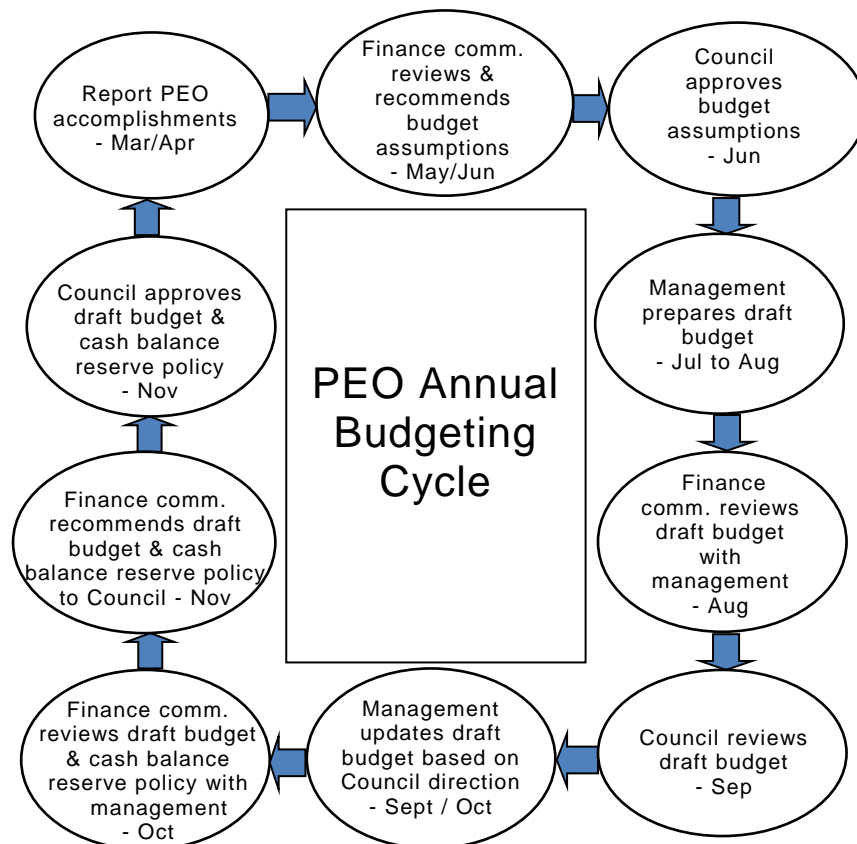 Report PEO
accomplishments
- Mar/Apr
Finance comm.
reviews &
recommends
budget
assumptions
- May/Jun
Council
approves
budget
assumptions
- Jun
Management
prepares draft
budget
- Jul to Aug
Finance
comm. reviews
draft budget
with
management
- Aug
Council reviews
draft budget
- Sep
Management
updates draft
budget based on
Council direction
- Sept / Oct
Finance comm.
reviews draft budget
& cash balance
reserve policy with
management
- Oct
Finance comm.
recommends draft
budget & cash
balance reserve policy
to Council - Nov
Council approves
draft budget &
cash balance
reserve policy
- Nov
PEO Annual
Budgeting
Cycle